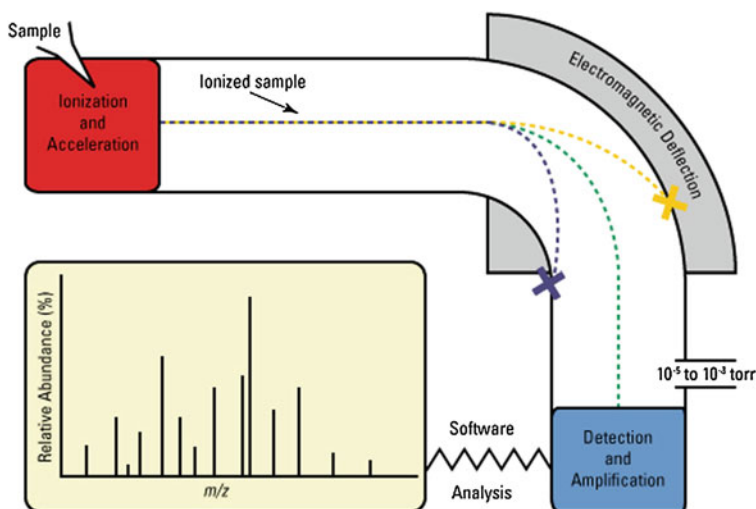 Sample
Ionized sample
Ionization
and
Acceleration
Electromagnetic Deflection
Relative Abundance (%)
m/z
Software
Analysis
10⁻⁵ to 10⁻³ torr
Detection
and
Amplification